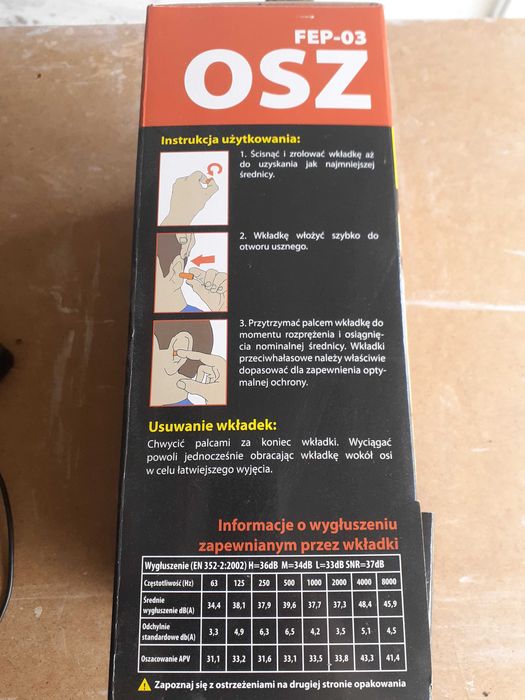 FEP-03
OSZ
Instrukcja użytkowania:
1. Ścisnąć i zrolować wkładkę aż
do uzyskania jak najmniejszej
średnicy.
2. Wkładkę włożyć szybko do
otworu usznego.
3. Przytrzymać palcem wkładkę do
momentu rozprężenia i osiągnię-
cia nominalnej średnicy. Wkładki
przeciwhałasowe należy właściwie
dopasować dla zapewnienia opty-
malnej ochrony.
Usuwanie wkładek:
Chwycić palcami za koniec wkładki. Wyciągać
powoli jednocześnie obracając wkładkę wokół osi
w celu łatwiejszego wyjęcia.
Informacje o wygłuszeniu
zapewnianym przez wkładki
Wygłuszenie (EN 352-2:2002) H=36dB M=34dB L=33dB SNR=37dB
Częstotliwość (Hz) 63 125 250 500 1000 2000 4000 8000
Średnie
wygłuszenie dB(A) 34,4 38,1 37,9 39,6 37,7 37,3 48,4 45,9
Odchylnie
standardowe db(A) 3,3 4,9 6,3 6,5 4,2 3,5 5,1 4,5
Oszacowanie APV 31,1 33,2 31,6 33,1 33,5 33,8 43,3 41,4
Zapoznaj się z ostrzeżeniami na drugiej stronie opakowania